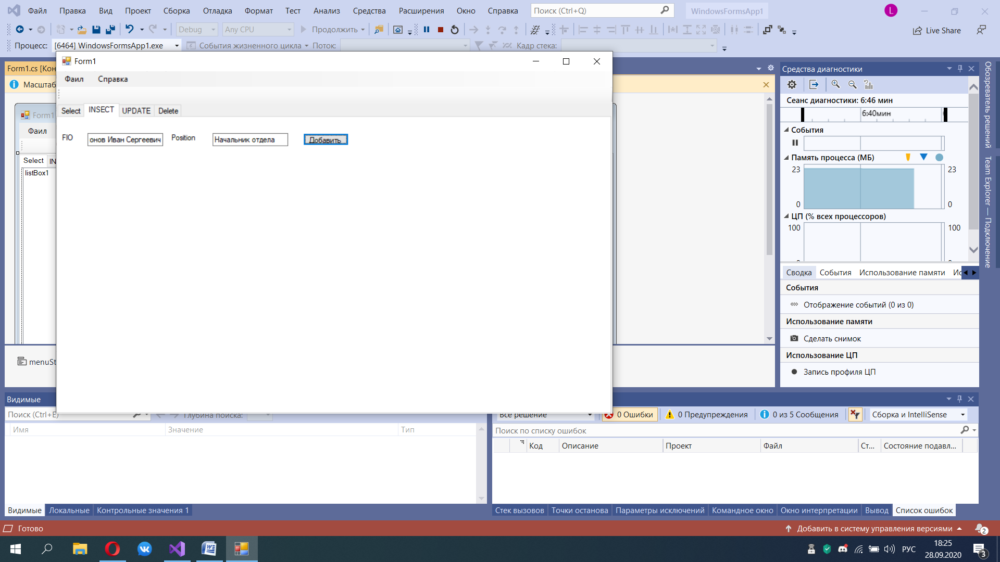 Файл Правка Вид Проект Сборка Отладка Формат Тест Анализ Средства Расширения Окно Справка Поиск (Ctrl+Q) WindowsFormsApp1 L
Debug Any CPU Продолжить Live Share
Процесс: [6464] WindowsFormsApp1.exe События жизненного цикла Поток: Кадр стека:
Form1.cs [Кон
Масштаб
Form1
Фаил
Select IN
listBox1
menuSt
Form1
Фаил Справка
Select INSECT UPDATE Delete
FIO онов Иван Сергеевич Position Начальник отдела Добавить
Средства диагностики
Сеанс диагностики: 6:46 мин
6:40мин
События
Память процесса (МБ)
23 23
0 0
ЦП (% всех процессоров)
100 100
Сводка События Использование памяти Ис
События
Отображение событий (0 из 0)
Использование памяти
Сделать снимок
Использование ЦП
Запись профиля ЦП
Обозреватель решений
Team Explorer — Подключение
Видимые
Поиск (Ctrl+E) Глубина поиска:
Имя Значение Тип
Видимые Локальные Контрольные значения 1
Все решение 0 Ошибки 0 Предупреждения 0 из 5 Сообщения Сборка и IntelliSense
Поиск по списку ошибок
Код Описание Проект Файл Ст... Состояние подавл...
Стек вызовов Точки останова Параметры исключений Командное окно Окно интерпретации Вывод Список ошибок
Готово Добавить в систему управления версиями 2
РУС 18:25
28.09.2020 3